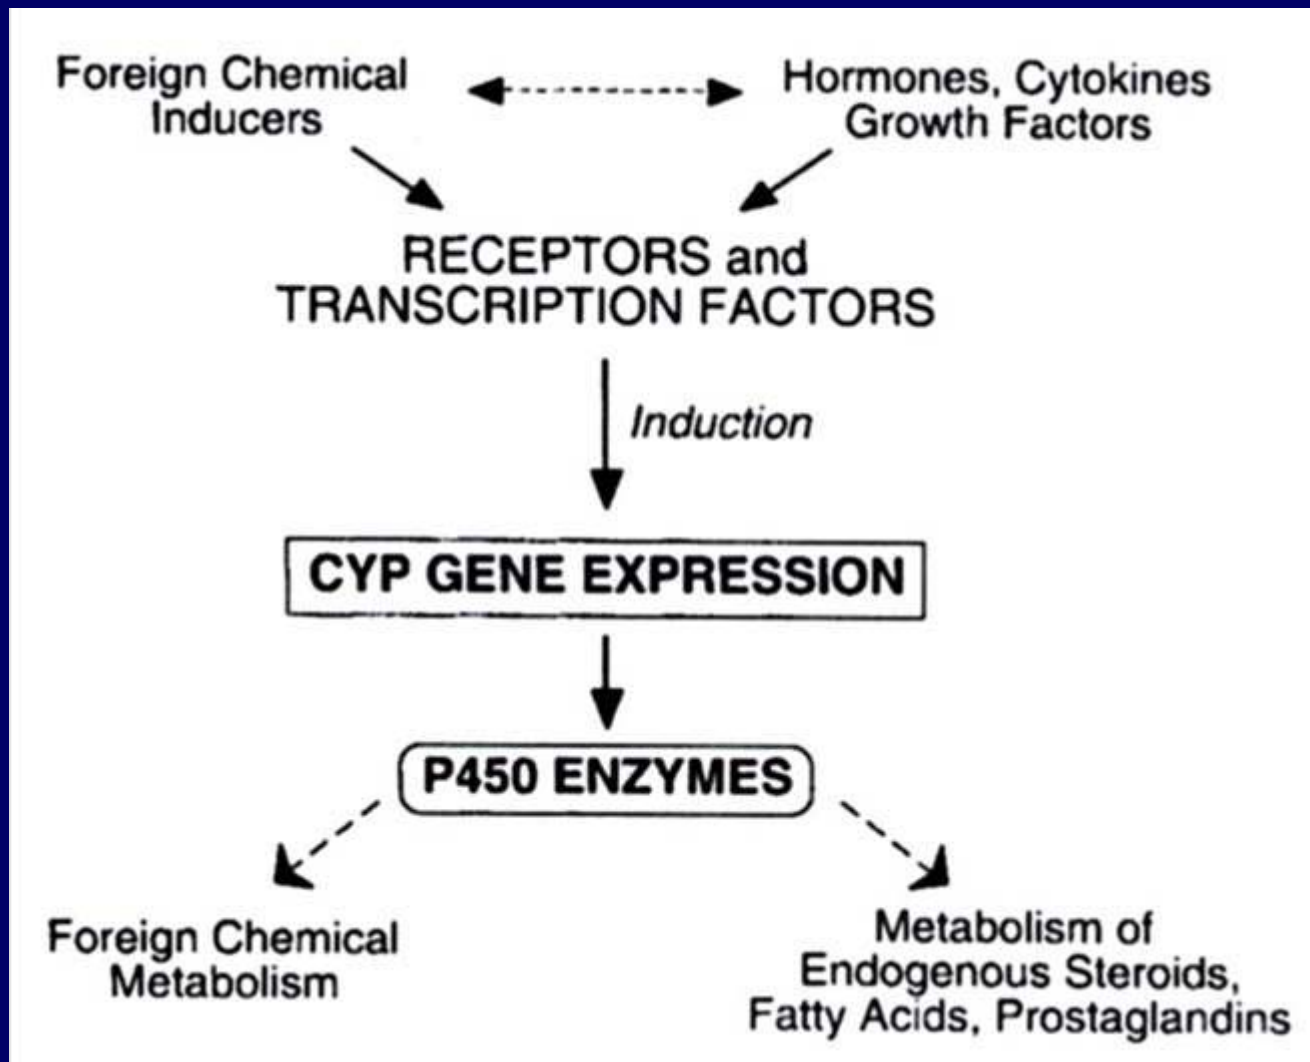 Foreign Chemical
Inducers
Hormones, Cytokines
Growth Factors
RECEPTORS and
TRANSCRIPTION FACTORS
Induction
CYP GENE EXPRESSION
P450 ENZYMES
Foreign Chemical
Metabolism
Metabolism of
Endogenous Steroids,
Fatty Acids, Prostaglandins